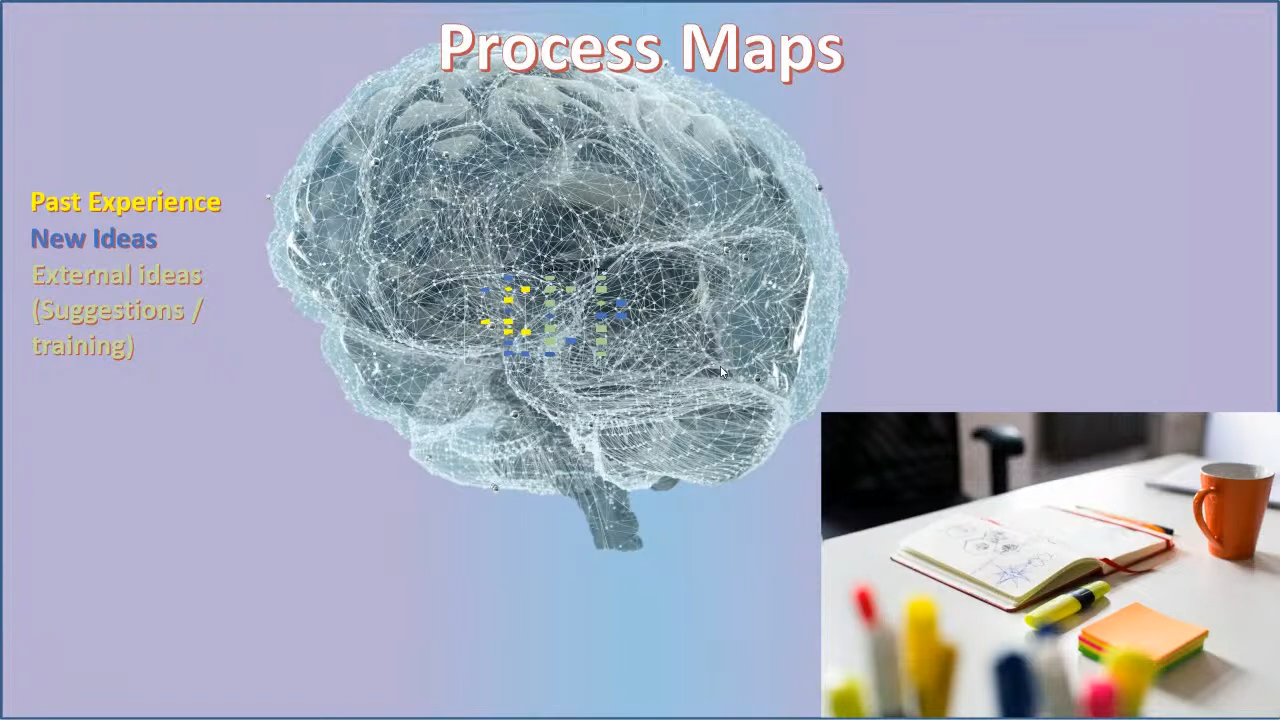 Process Maps
Past Experience
New Ideas
External ideas
(Suggestions /
training)